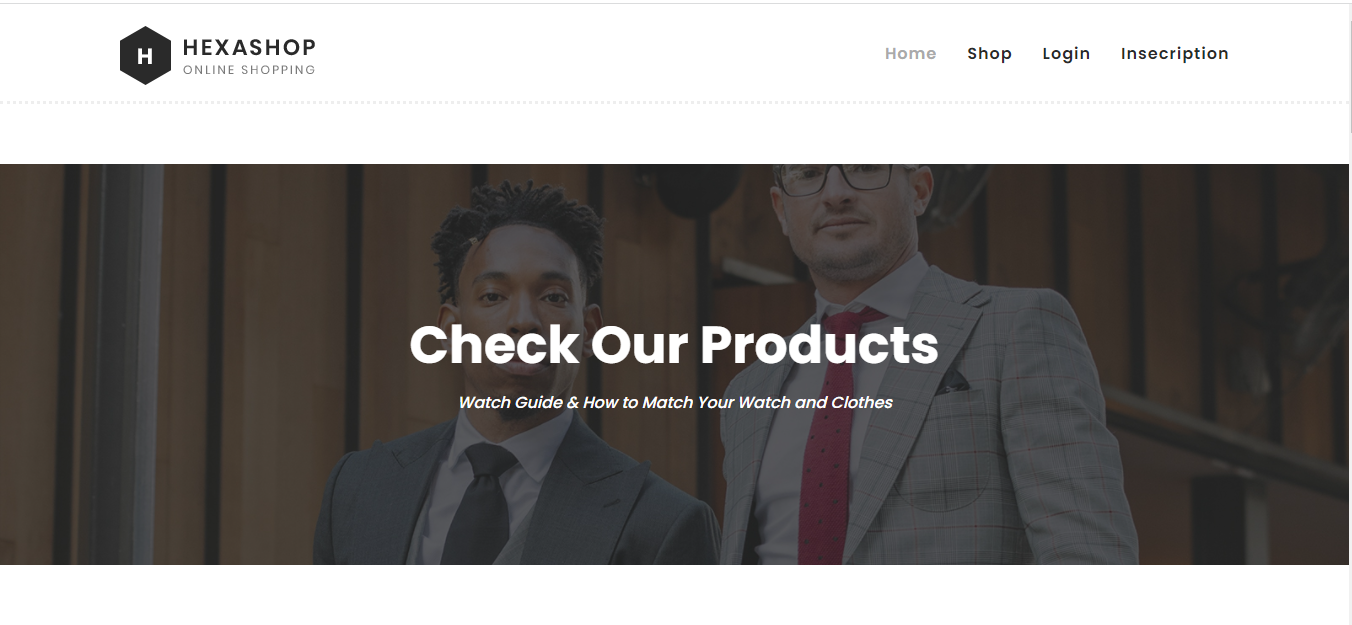 H
HEXASHOP
ONLINE SHOPPING
Home Shop Login Insecription
Check Our Products
Watch Guide & How to Match Your Watch and Clothes